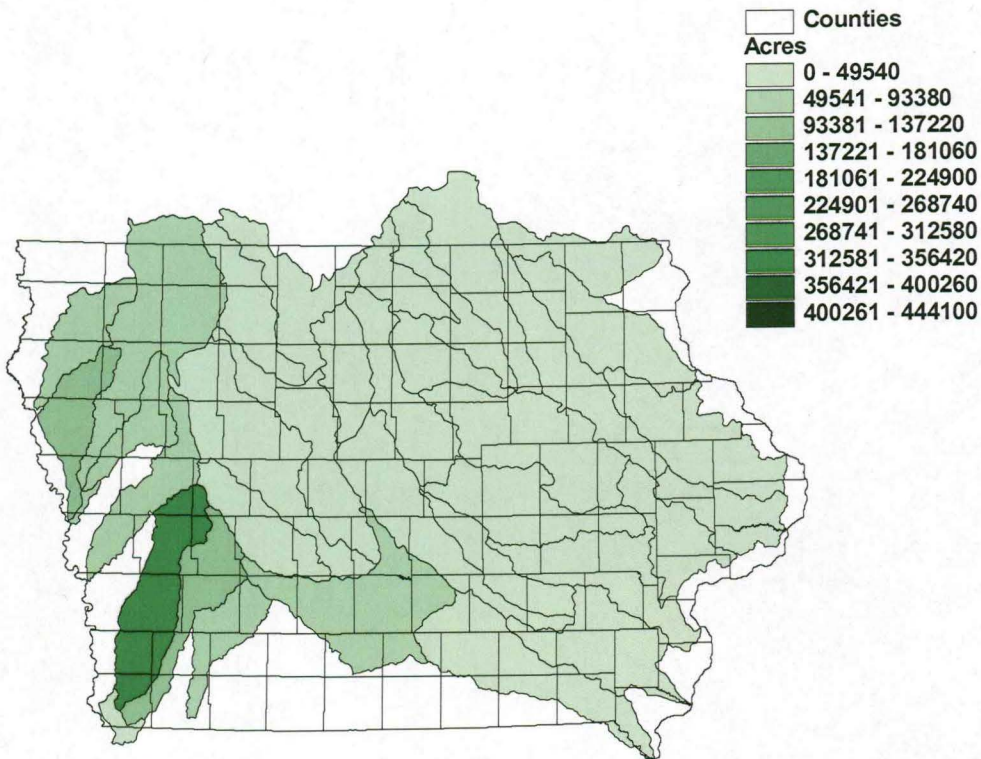 Counties
Acres
0 - 49540
49541 - 93380
93381 - 137220
137221 - 181060
181061 - 224900
224901 - 268740
268741 - 312580
312581 - 356420
356421 - 400260
400261 - 444100